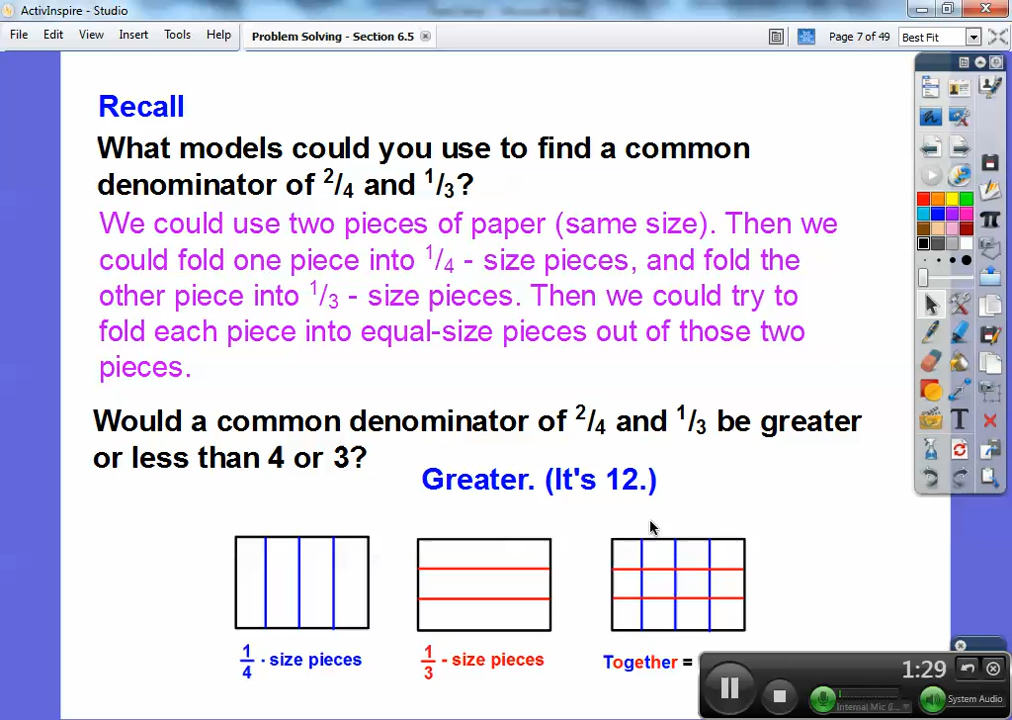 ActivInspire - Studio
File Edit View Insert Tools Help
Problem Solving - Section 6.5
Page 7 of 49
Best Fit
Recall
What models could you use to find a common
denominator of 2/4 and 1/3?
We could use two pieces of paper (same size). Then we
could fold one piece into 1/4 - size pieces, and fold the
other piece into 1/3 - size pieces. Then we could try to
fold each piece into equal-size pieces out of those two
pieces.
Would a common denominator of 2/4 and 1/3 be greater
or less than 4 or 3?
Greater. (It's 12.)
1/4 - size pieces
1/3 - size pieces
Together =
1:29
Internal Mic
System Audio